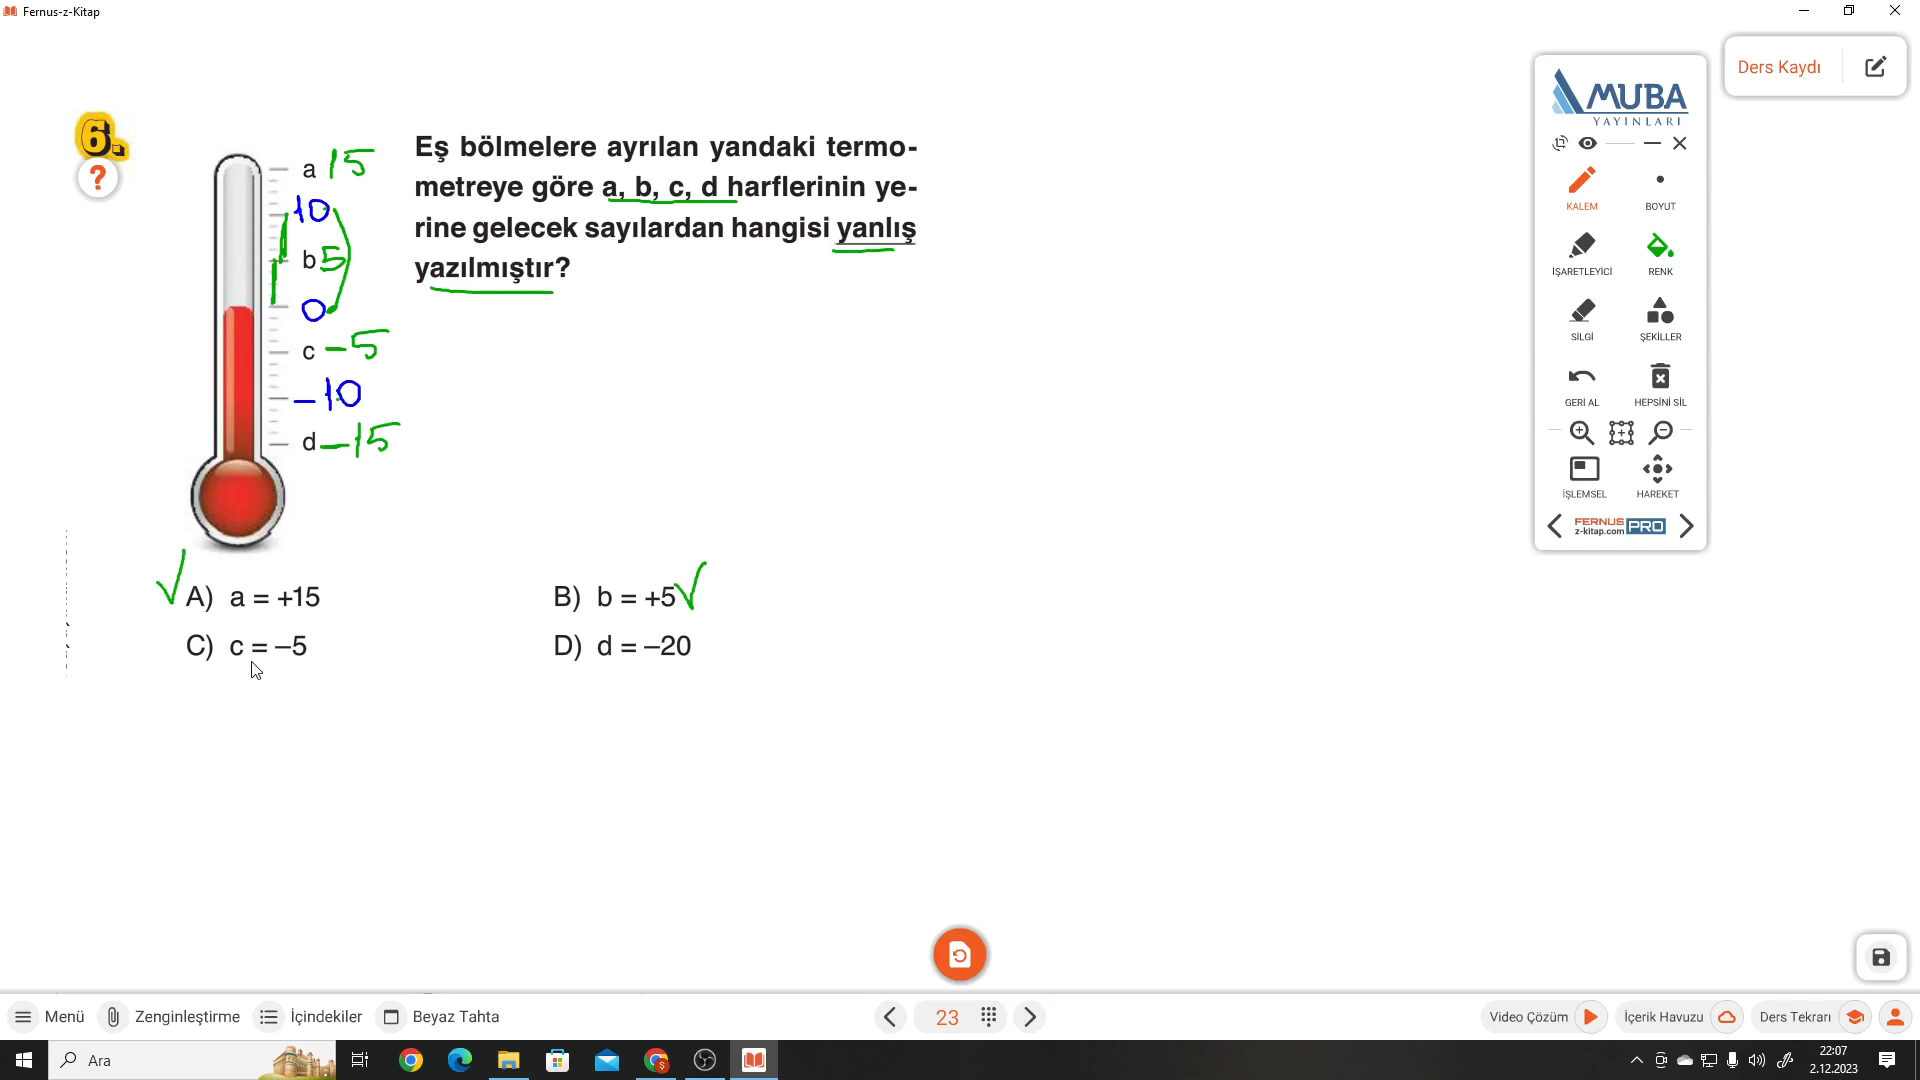 Fernus-z-Kitap
Ders Kaydı
MUBA
YAYINLARI
KALEM
BOYUT
İŞARETLEYİCİ
RENK
SİLGİ
ŞEKİLLER
GERİ AL
HEPSİNİ SİL
İŞLEMSEL
HAREKET
FERNUS
z-kitap.com PRO
6.
?
Eş bölmelere ayrılan yandaki termo-
metreye göre a, b, c, d harflerinin ye-
rine gelecek sayılardan hangisi yanlış
yazılmıştır?
a 15
10
b 5
0
c -5
-10
d -15
A) a = +15
B) b = +5
C) c = –5
D) d = –20
Menü
Zenginleştirme
İçindekiler
Beyaz Tahta
23
Video Çözüm
İçerik Havuzu
Ders Tekrarı
Ara
22:07
2.12.2023